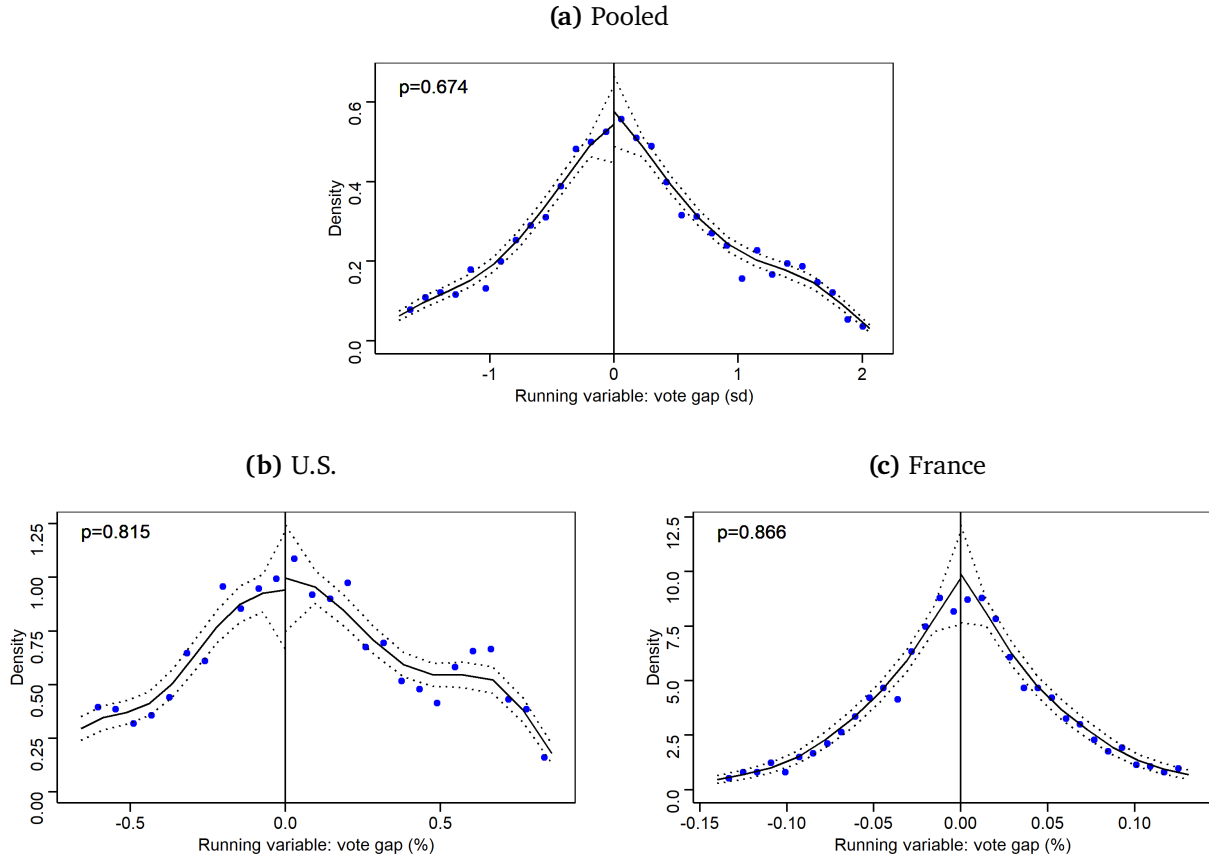 (a) Pooled
p=0.674
Density
0.0 0.2 0.4 0.6
-1 0 1 2
Running variable: vote gap (sd)
(b) U.S.
p=0.815
Density
0.00 0.25 0.50 0.75 1.00 1.25
-0.5 0.0 0.5
Running variable: vote gap (%)
(c) France
p=0.866
Density
0.0 2.5 5.0 7.5 10.0 12.5
-0.15 -0.10 -0.05 0.00 0.05 0.10
Running variable: vote gap (%)